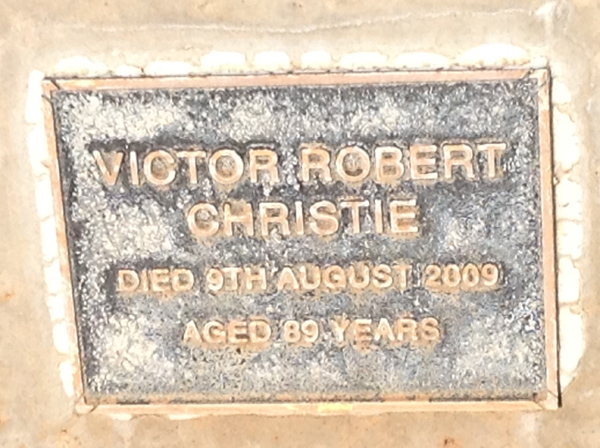 VICTOR ROBERT
CHRISTIE
DIED 9TH AUGUST 2009
AGED 89 YEARS